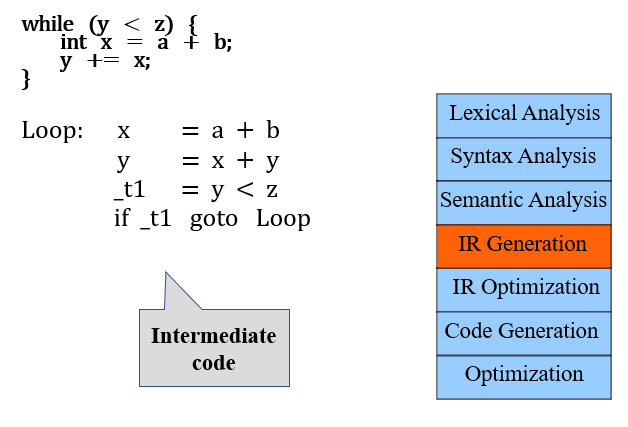 while (y < z) {
int x = a + b;
y += x;
}
Loop: x = a + b
y = x + y
_t1 = y < z
if _t1 goto Loop
Intermediate
code
Lexical Analysis
Syntax Analysis
Semantic Analysis
IR Generation
IR Optimization
Code Generation
Optimization